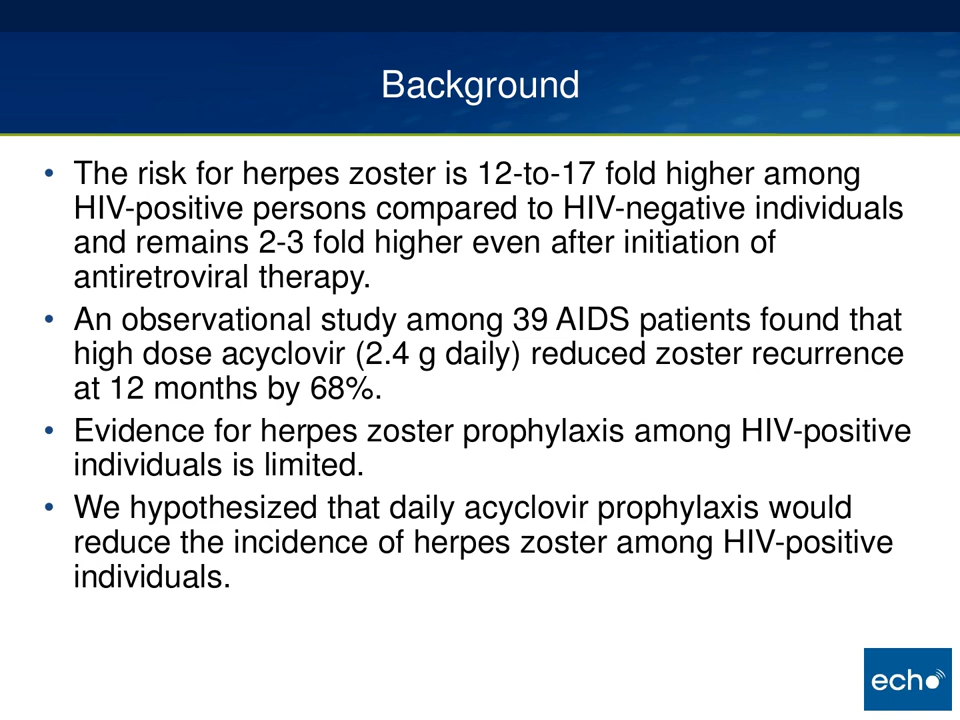 Background
• The risk for herpes zoster is 12-to-17 fold higher among
HIV-positive persons compared to HIV-negative individuals
and remains 2-3 fold higher even after initiation of
antiretroviral therapy.
• An observational study among 39 AIDS patients found that
high dose acyclovir (2.4 g daily) reduced zoster recurrence
at 12 months by 68%.
• Evidence for herpes zoster prophylaxis among HIV-positive
individuals is limited.
• We hypothesized that daily acyclovir prophylaxis would
reduce the incidence of herpes zoster among HIV-positive
individuals.
echo